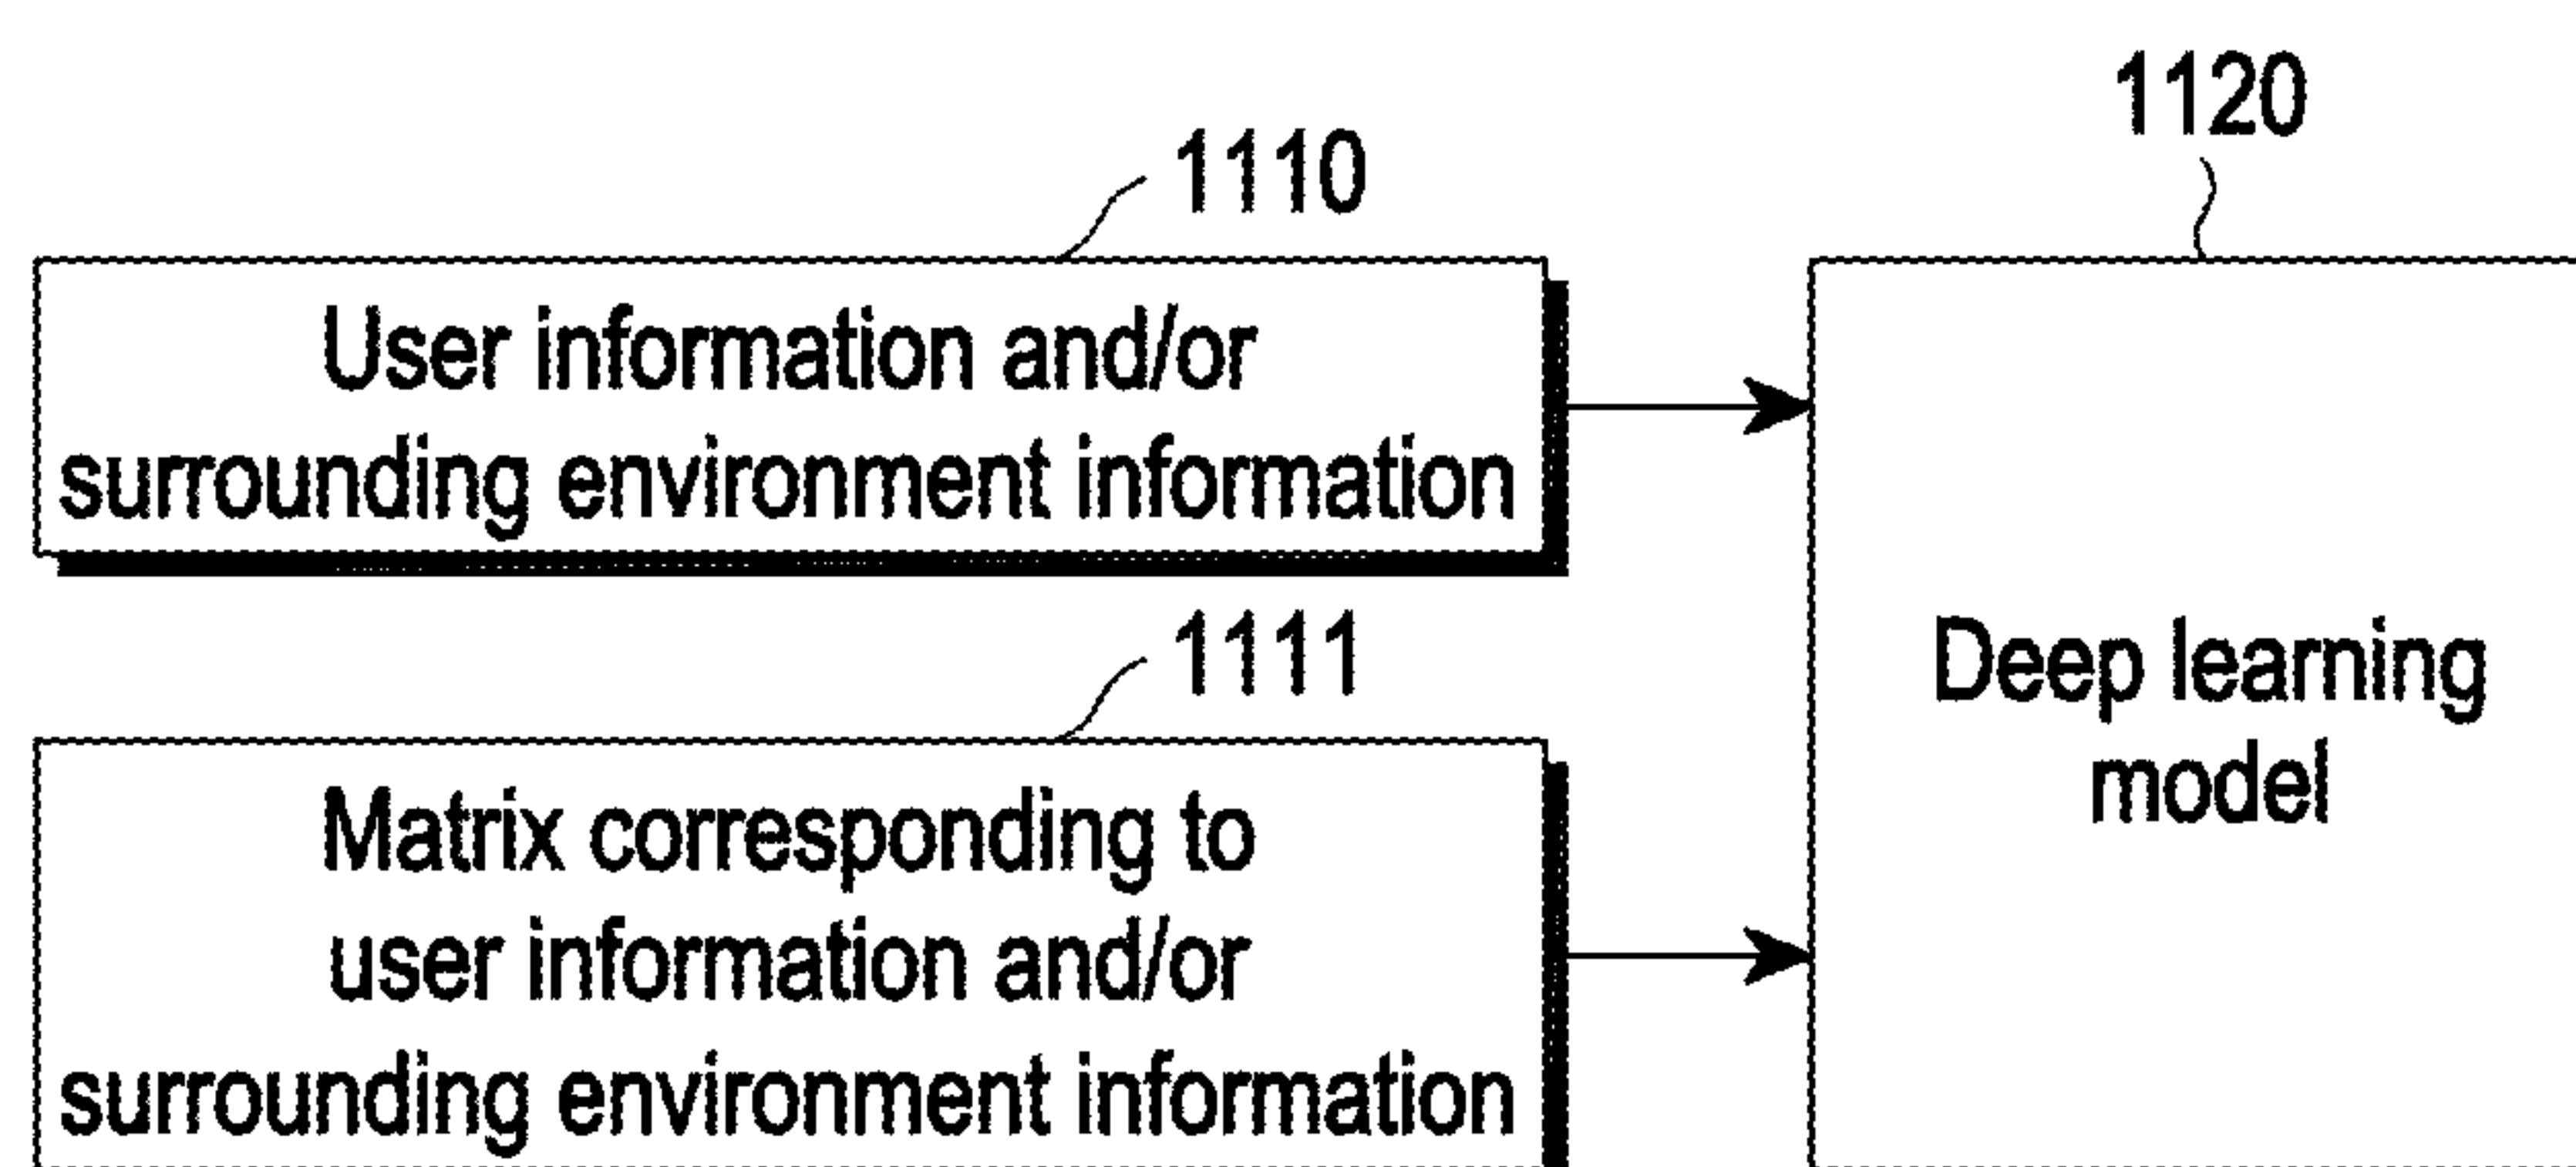 1120
1110
User information and/or
surrounding environment information
1111
Deep learning
model
Matrix corresponding to
user information and/or
surrounding environment information